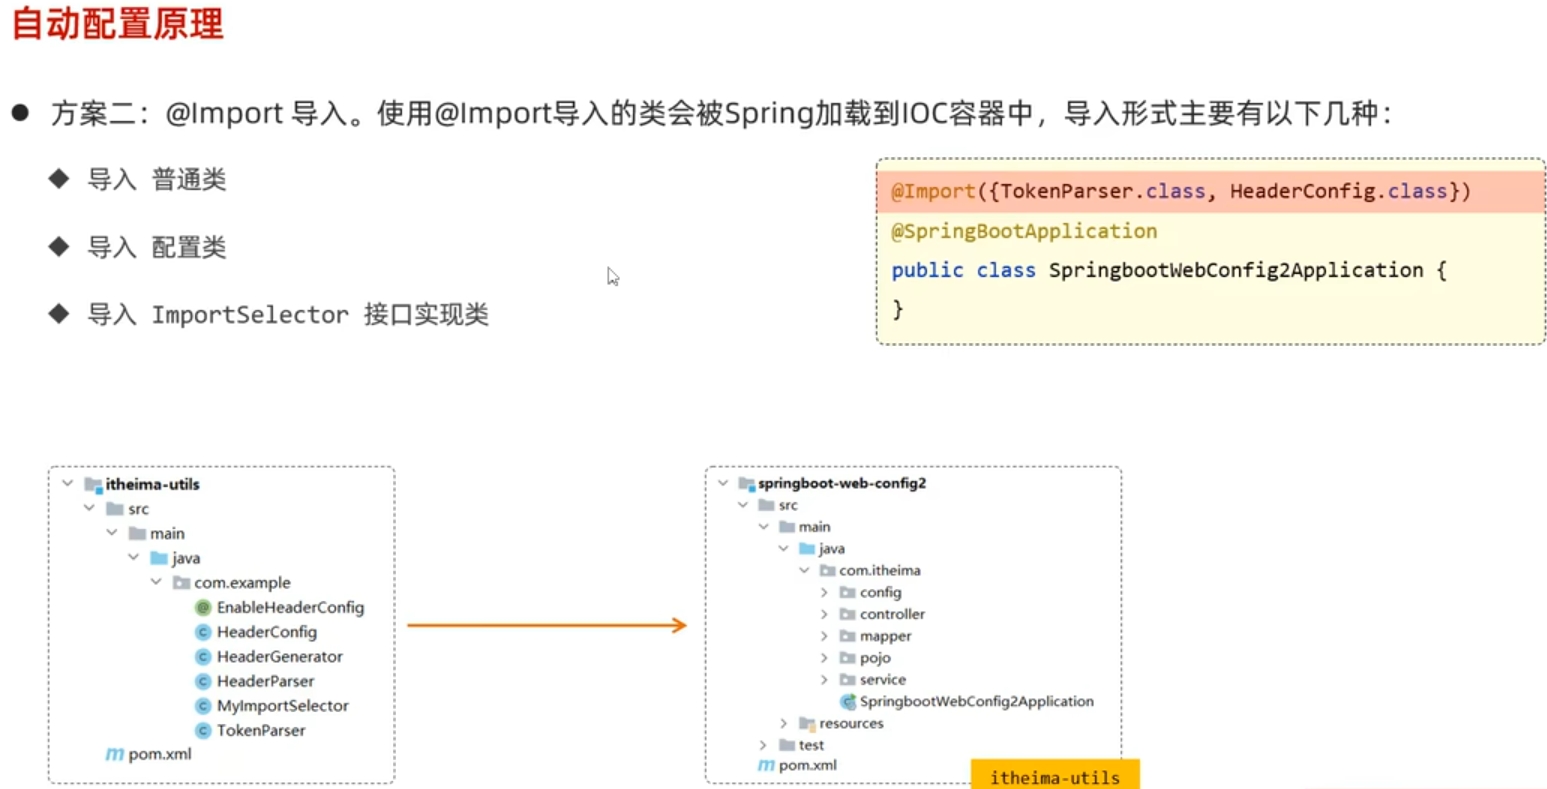 自动配置原理
● 方案二：@Import 导入。使用@Import导入的类会被Spring加载到IOC容器中，导入形式主要有以下几种：
◆ 导入 普通类
◆ 导入 配置类
◆ 导入 ImportSelector 接口实现类
@Import({TokenParser.class, HeaderConfig.class})
@SpringBootApplication
public class SpringbootWebConfig2Application {
}
itheima-utils
src
main
java
com.example
EnableHeaderConfig
HeaderConfig
HeaderGenerator
HeaderParser
MyImportSelector
TokenParser
pom.xml
springboot-web-config2
src
main
java
com.itheima
config
controller
mapper
pojo
service
SpringbootWebConfig2Application
resources
test
pom.xml
itheima-utils